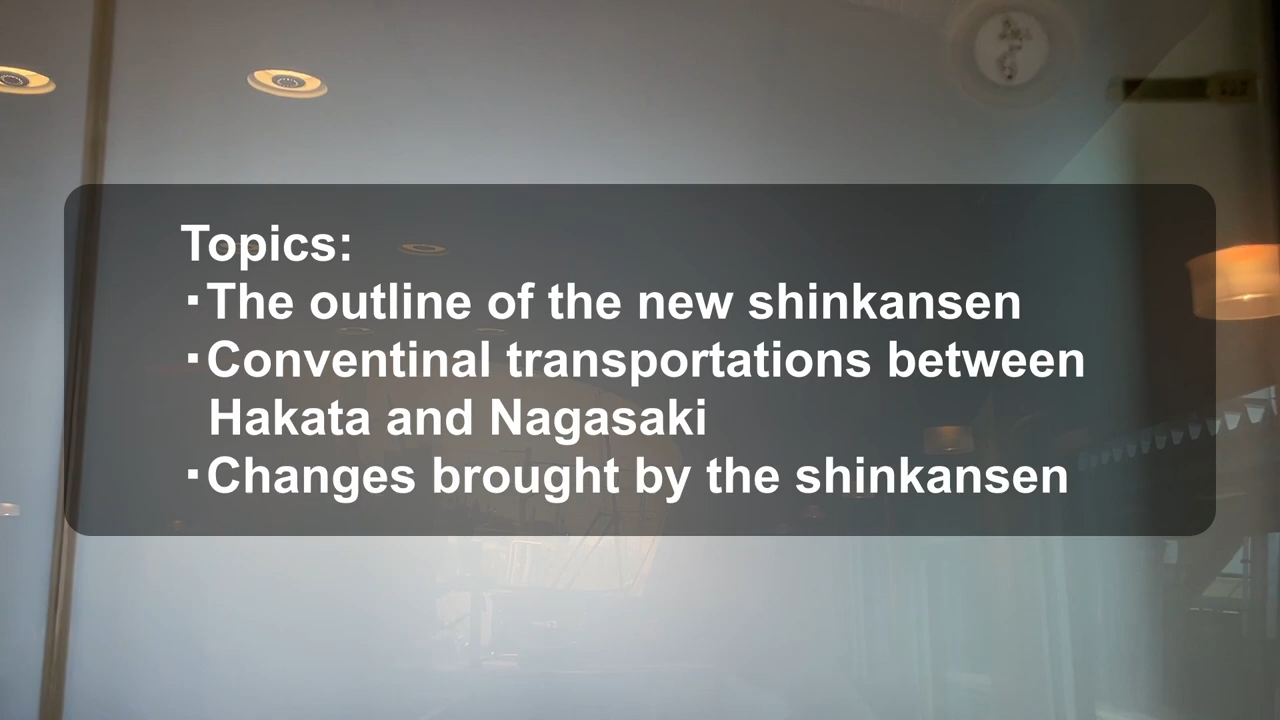 Topics:
▪The outline of the new shinkansen
▪Conventinal transportations between
Hakata and Nagasaki
▪Changes brought by the shinkansen